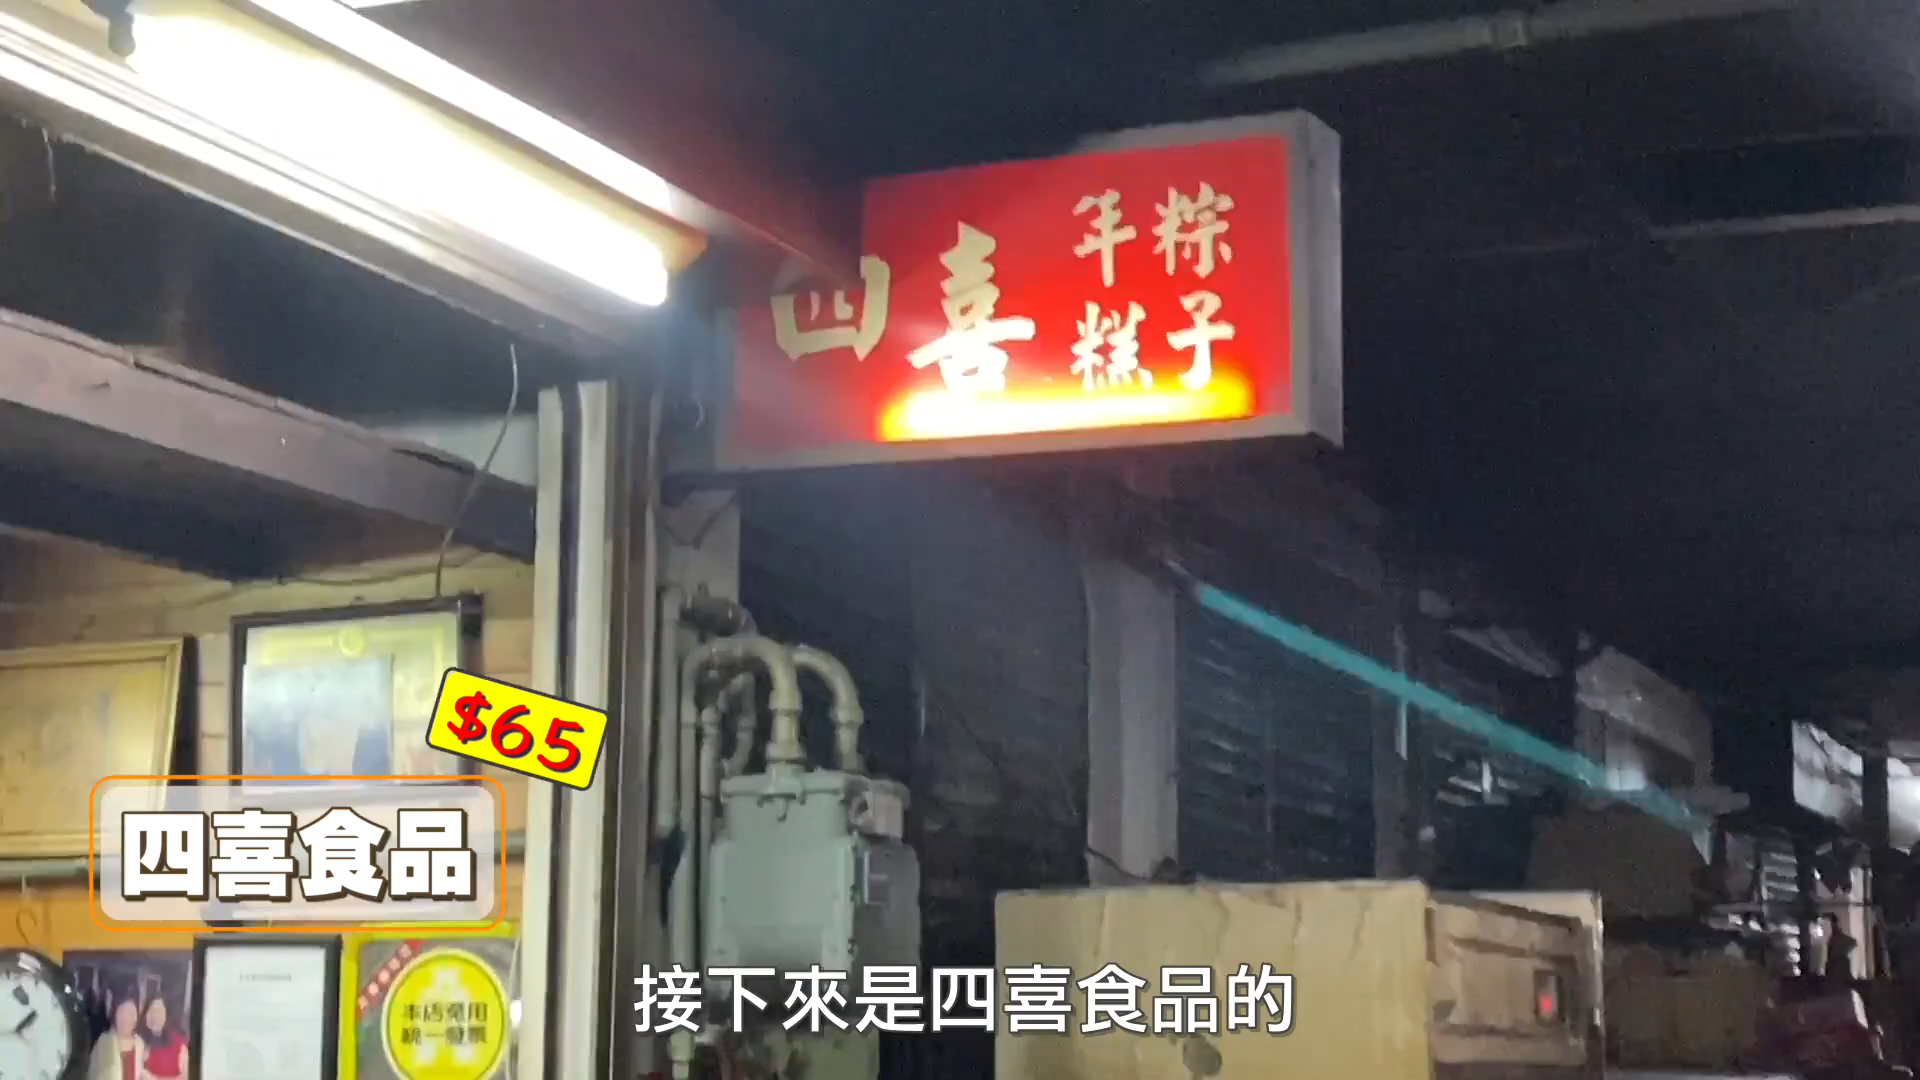 四喜
粽子
年糕
$65
四喜食品
本店免用
統一發票
接下來是四喜食品的